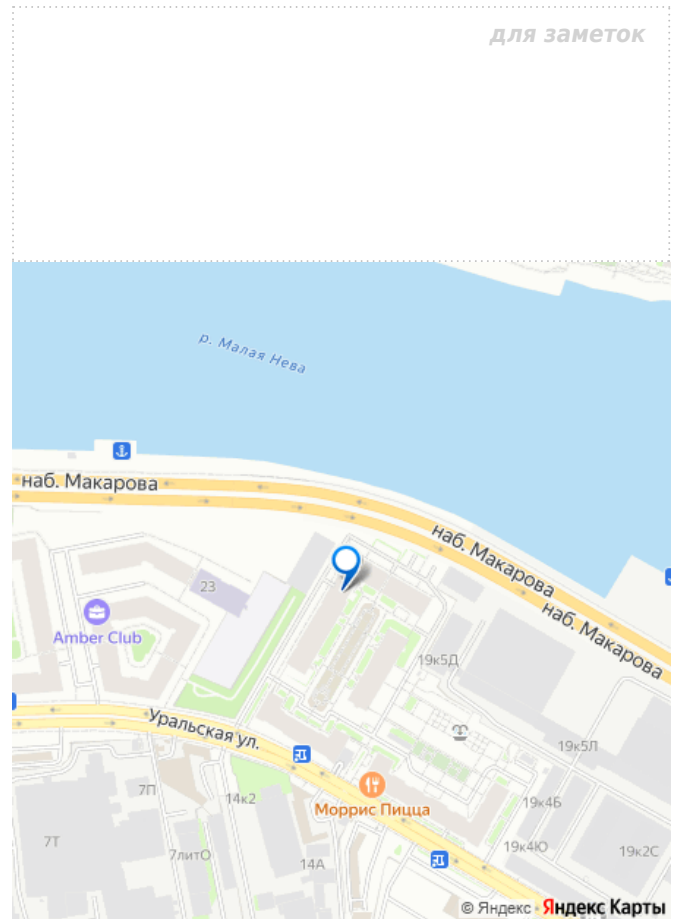 для заметок
р. Малая Нева
наб. Макарова
наб. Макарова
наб. Макарова
23
Amber Club
19к5Д
Уральская ул.
19к5Л
7П
14к2
Моррис Пицца
19к4Б
7Т
7литО
14А
19к4Ю
19к2С
© Яндекс Яндекс Карты